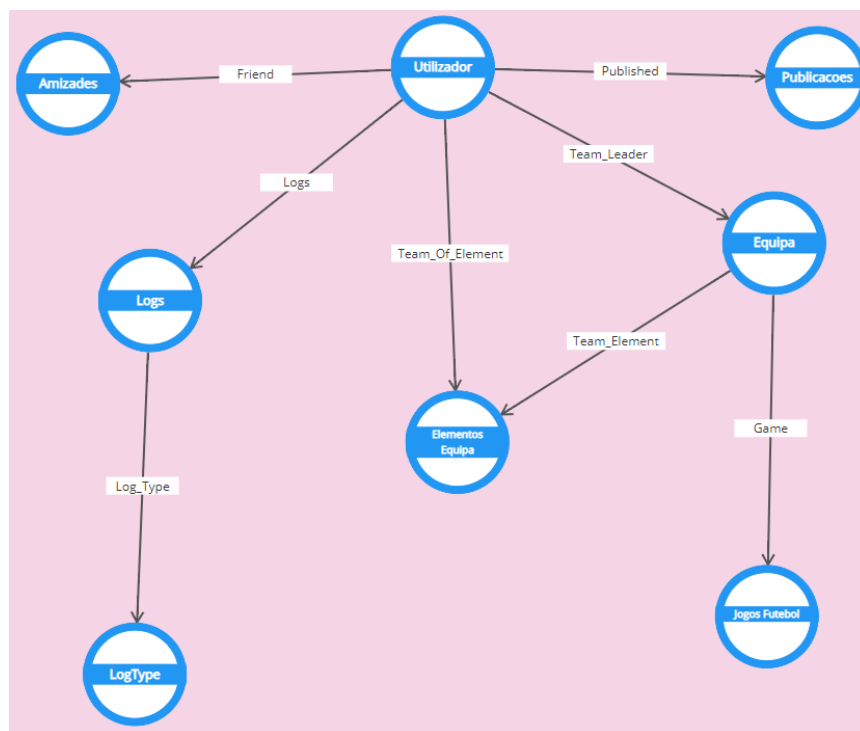 Utilizador
Amizades
Friend
Published
Publicacoes
Team_Leader
Logs
Equipa
Team_Of_Element
Logs
Team_Element
Game
Elementos
Equipa
Log_Type
Jogos Futebol
LogType